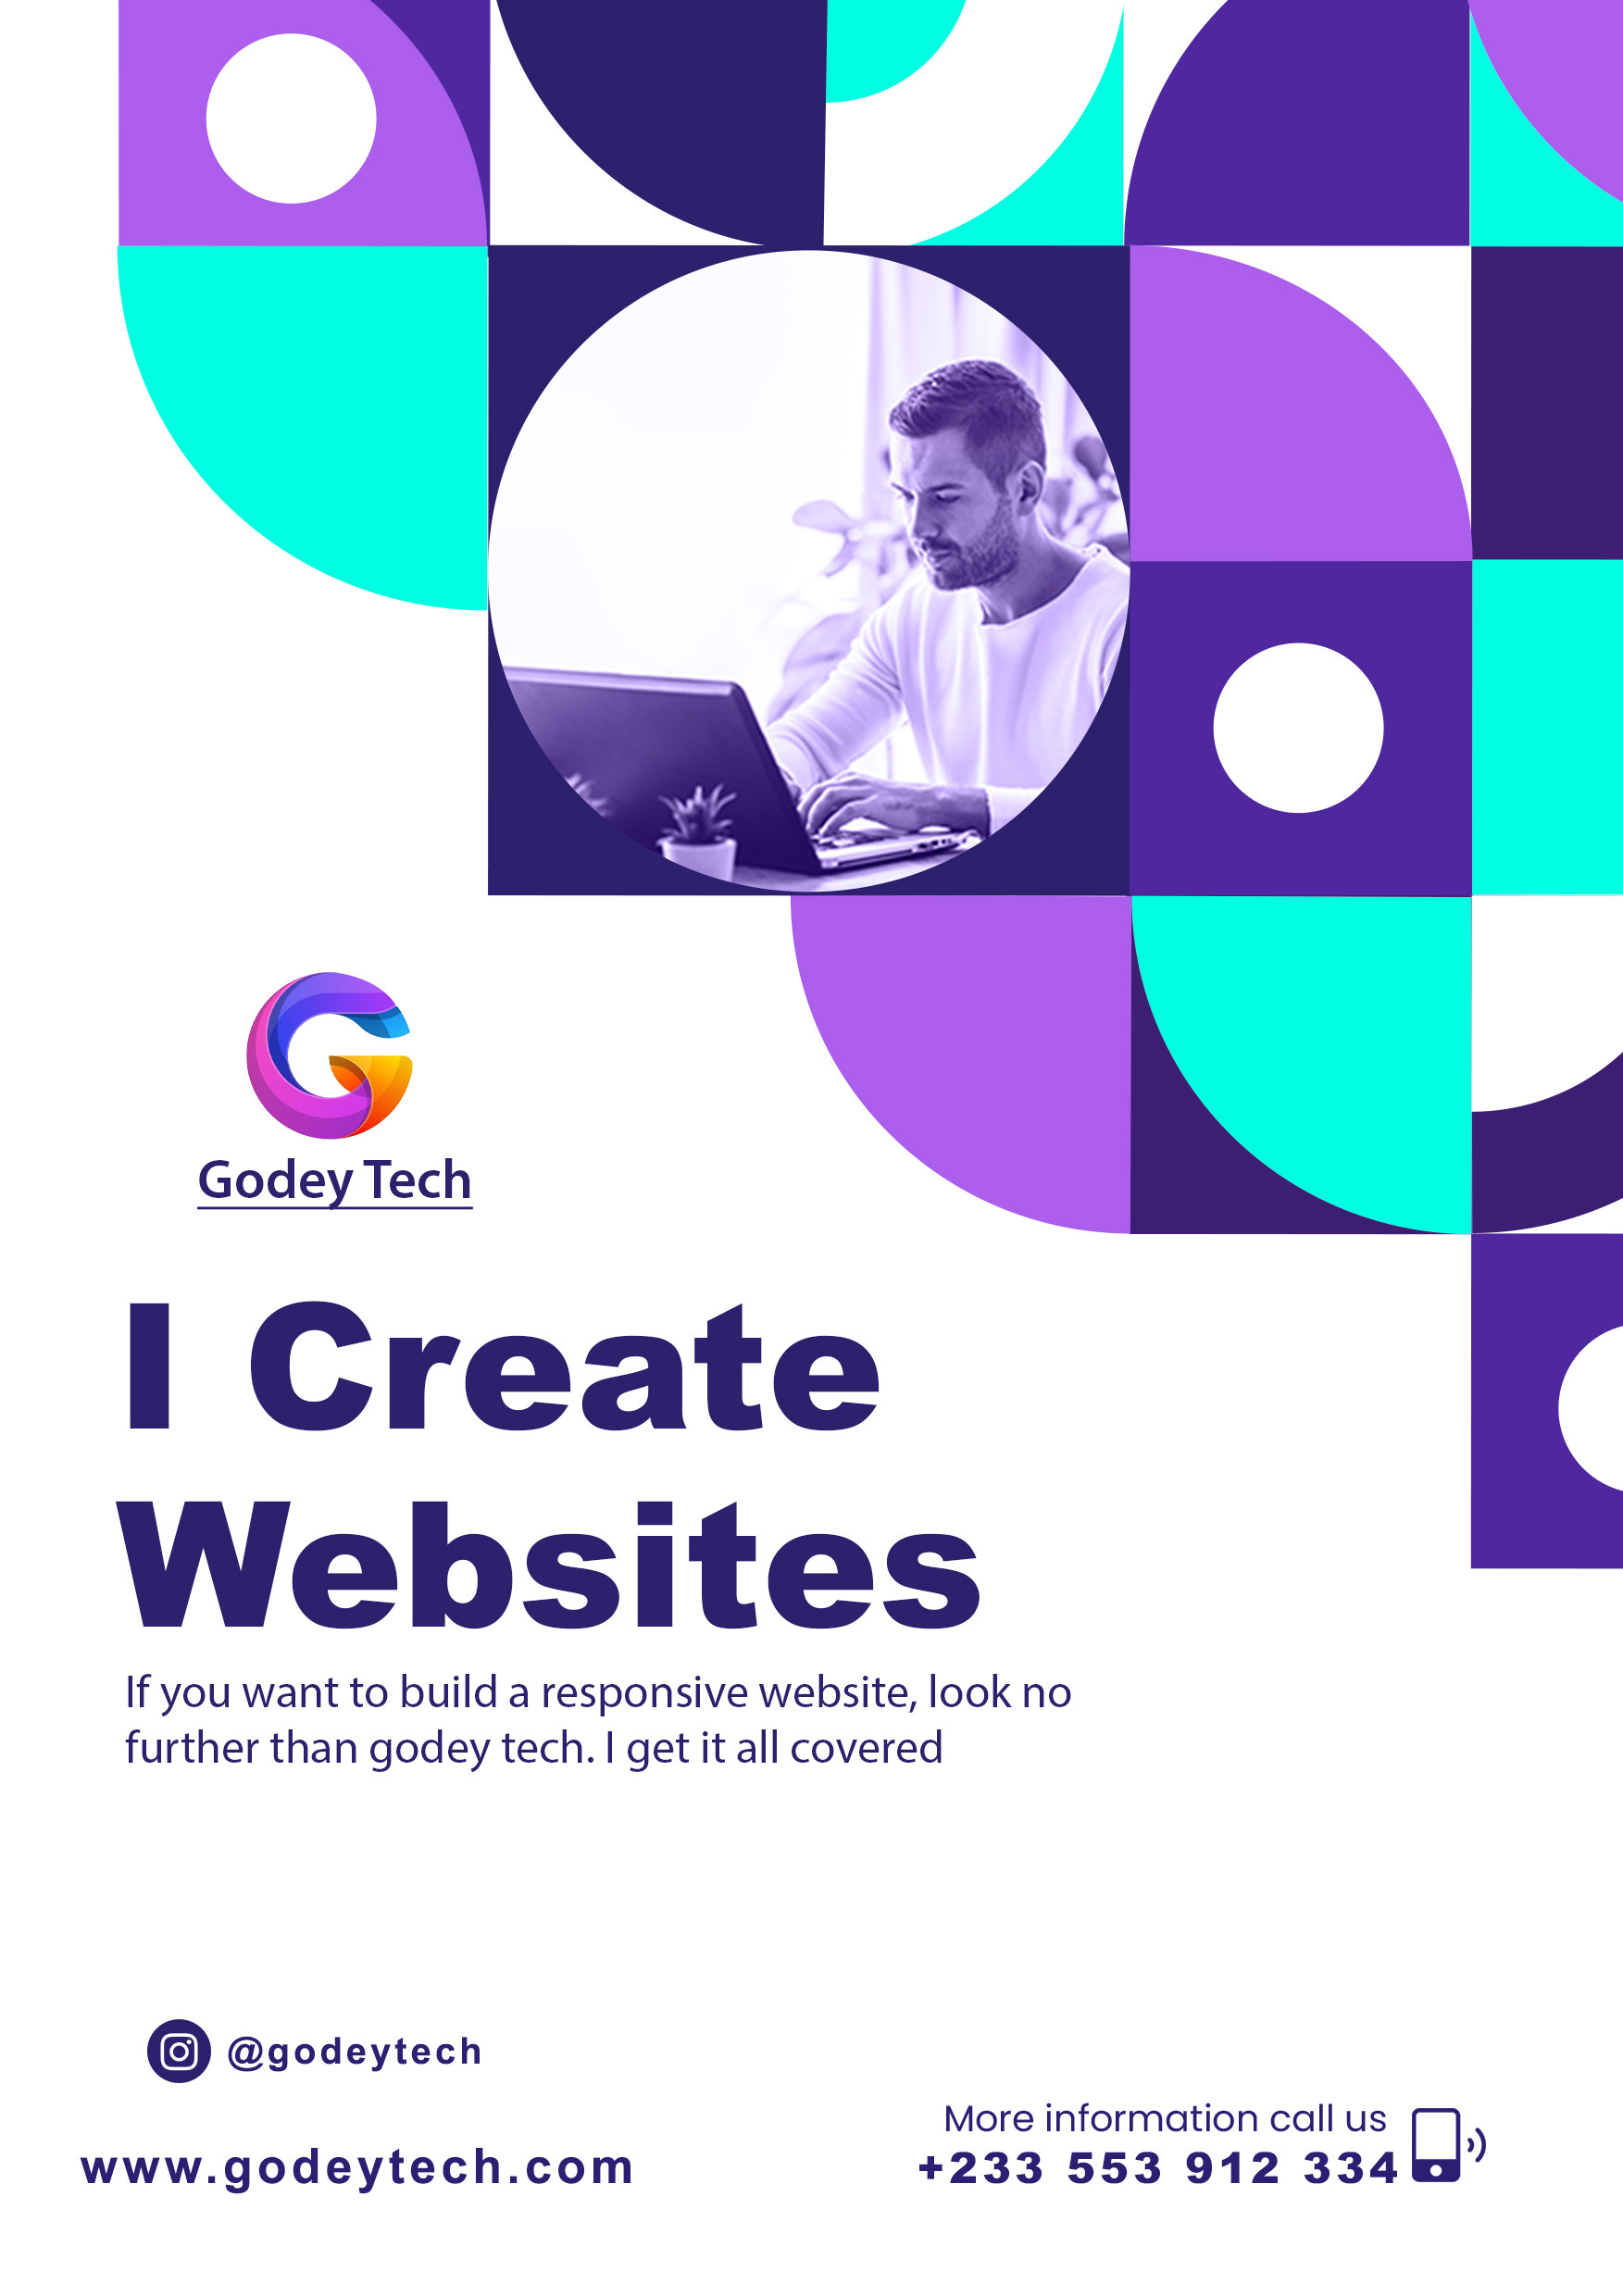 Godey Tech
I Create
Websites
If you want to build a responsive website, look no
further than godey tech. I get it all covered
@godeytech
www.godeytech.com
More information call us
+233 553 912 334